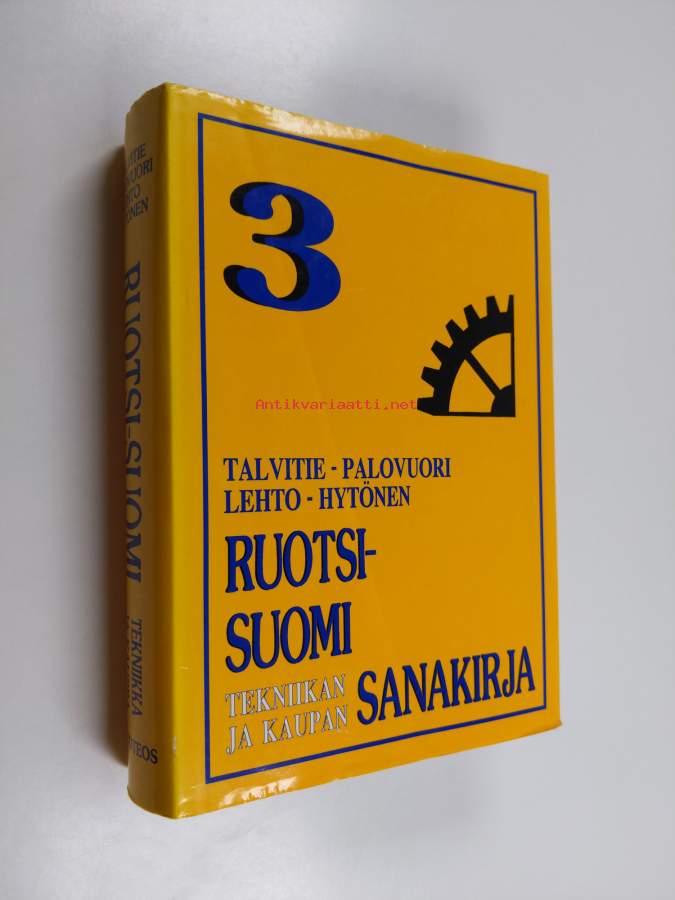 3
Antikvariaatti.net
TALVITIE - PALOVUORI
LEHTO - HYTÖNEN
RUOTSI-
SUOMI
TEKNIIKAN
JA KAUPAN
SANAKIRJA
RUOTSI-SUOMI
TEKNIIKKA